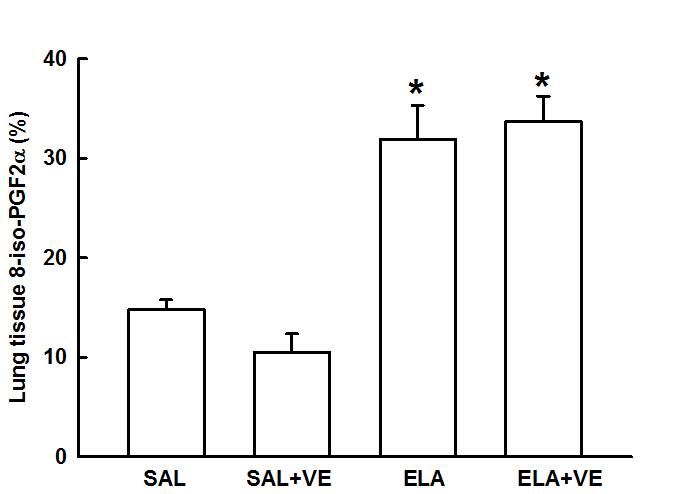 40
30
20
10
0
Lung tissue 8-iso-PGF2α (%)
*
*
SAL
SAL+VE
ELA
ELA+VE